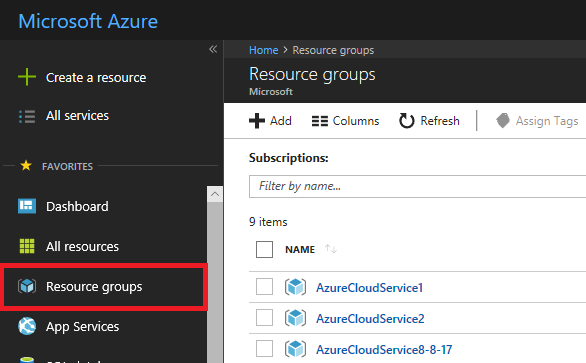 Microsoft Azure
Create a resource
All services
FAVORITES
Dashboard
All resources
Resource groups
App Services
Home > Resource groups
Resource groups
Microsoft
Add Columns Refresh Assign Tags
Subscriptions:
Filter by name...
9 items
NAME
AzureCloudService1
AzureCloudService2
AzureCloudService8-8-17